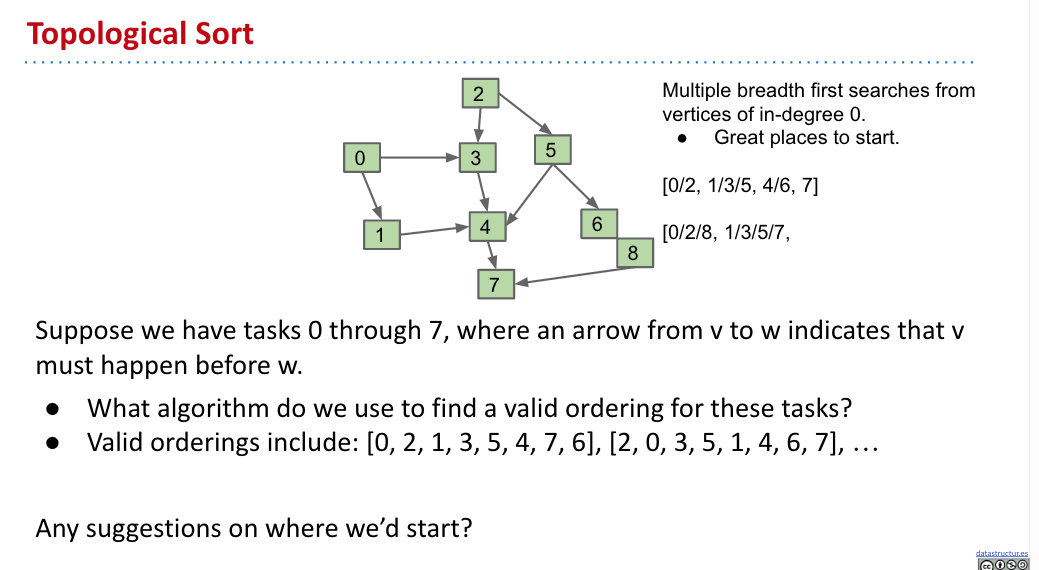 Topological Sort
2
0
3
5
1
4
6
8
7
Multiple breadth first searches from
vertices of in-degree 0.
● Great places to start.
[0/2, 1/3/5, 4/6, 7]
[0/2/8, 1/3/5/7,
Suppose we have tasks 0 through 7, where an arrow from v to w indicates that v
must happen before w.
● What algorithm do we use to find a valid ordering for these tasks?
● Valid orderings include: [0, 2, 1, 3, 5, 4, 7, 6], [2, 0, 3, 5, 1, 4, 6, 7], …
Any suggestions on where we’d start?
datastructur.es